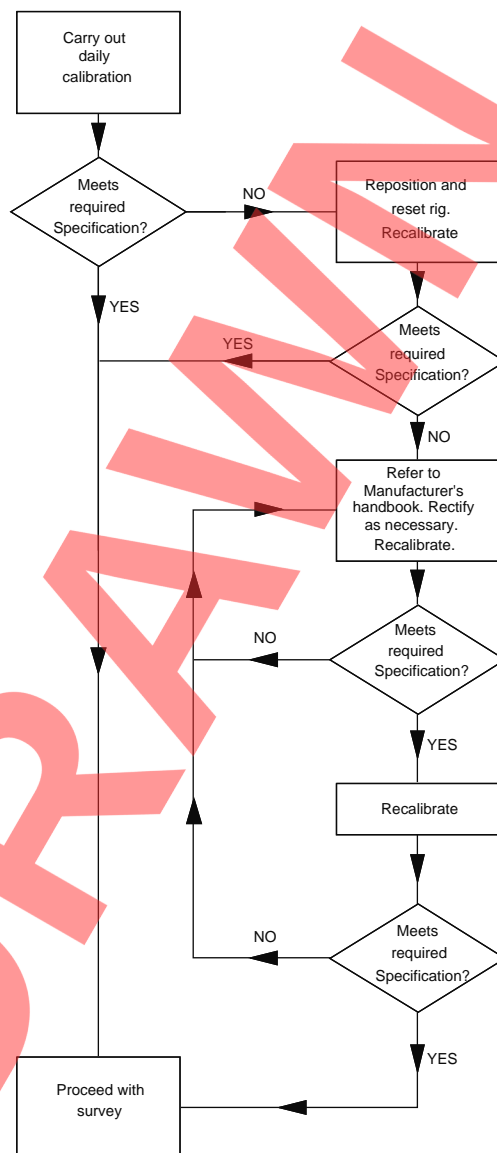 Carry out
daily
calibration
Meets
required
Specification?
NO
Reposition and
reset rig.
Recalibrate
YES
Meets
required
Specification?
YES
NO
Refer to
Manufacturer's
handbook. Rectify
as necessary.
Recalibrate.
Meets
required
Specification?
NO
YES
Recalibrate
Meets
required
Specification?
NO
YES
Proceed with
survey